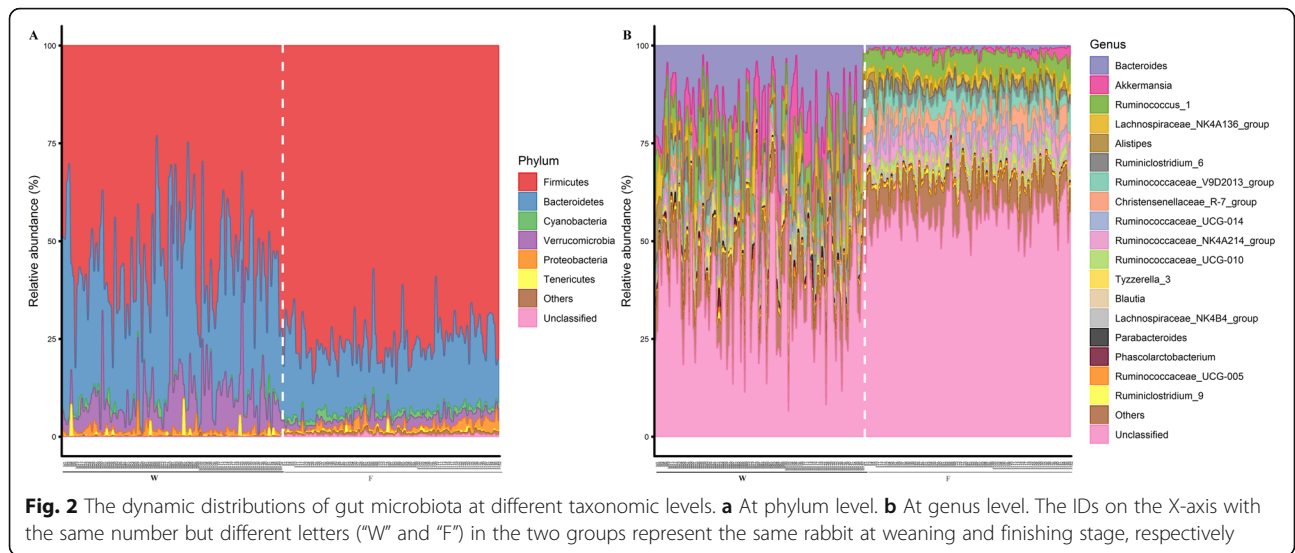 A
Relative abundance (%)
100
75
50
25
0
W
F
Phylum
Firmicutes
Bacteroidetes
Cyanobacteria
Verrucomicrobia
Proteobacteria
Tenericutes
Others
Unclassified
B
Relative abundance (%)
100
75
50
25
0
W
F
Genus
Bacteroides
Akkermansia
Ruminococcus_1
Lachnospiraceae_NK4A136_group
Alistipes
Ruminiclostridium_6
Ruminococcaceae_V9D2013_group
Christensenellaceae_R-7_group
Ruminococcaceae_UCG-014
Ruminococcaceae_NK4A214_group
Ruminococcaceae_UCG-010
Tyzzerella_3
Blautia
Lachnospiraceae_NK4B4_group
Parabacteroides
Phascolarctobacterium
Ruminococcaceae_UCG-005
Ruminiclostridium_9
Others
Unclassified
Fig. 2 The dynamic distributions of gut microbiota at different taxonomic levels. a At phylum level. b At genus level. The IDs on the X-axis with
the same number but different letters ("W" and "F") in the two groups represent the same rabbit at weaning and finishing stage, respectively